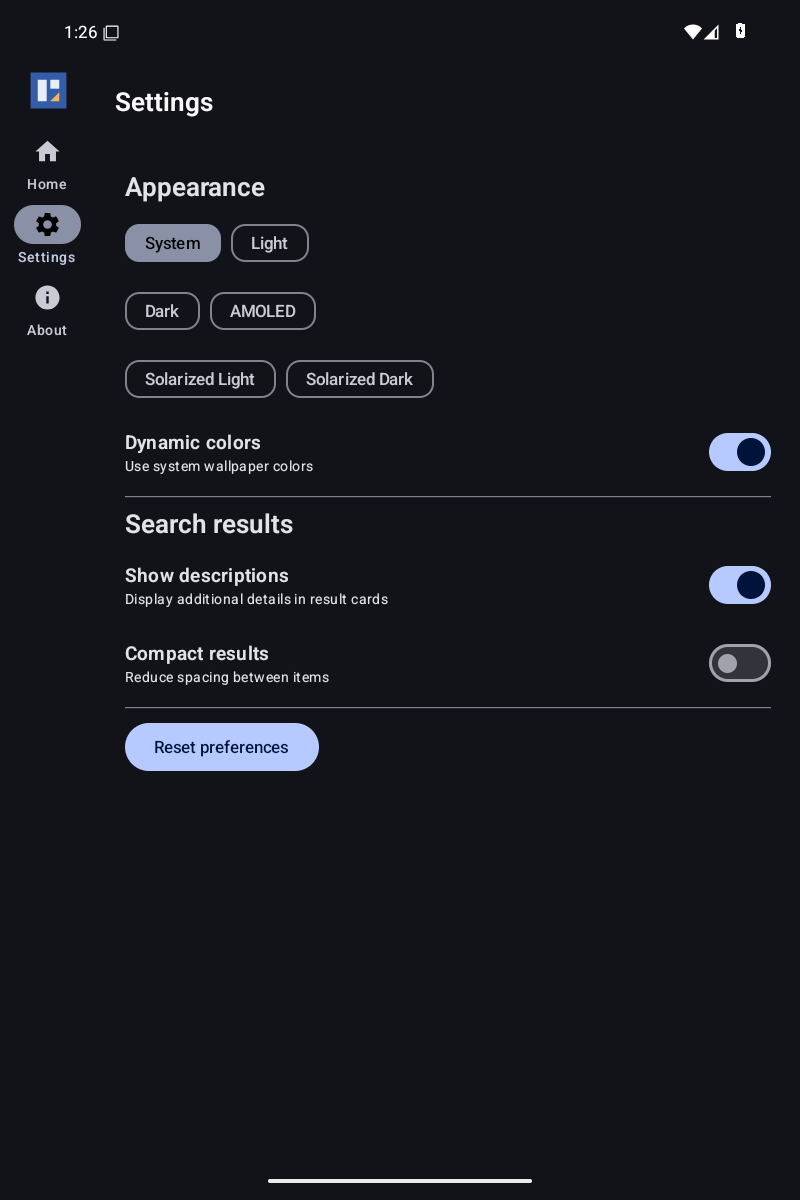 1:26
Settings
Home
Settings
About
Appearance
System
Light
Dark
AMOLED
Solarized Light
Solarized Dark
Dynamic colors
Use system wallpaper colors
Search results
Show descriptions
Display additional details in result cards
Compact results
Reduce spacing between items
Reset preferences